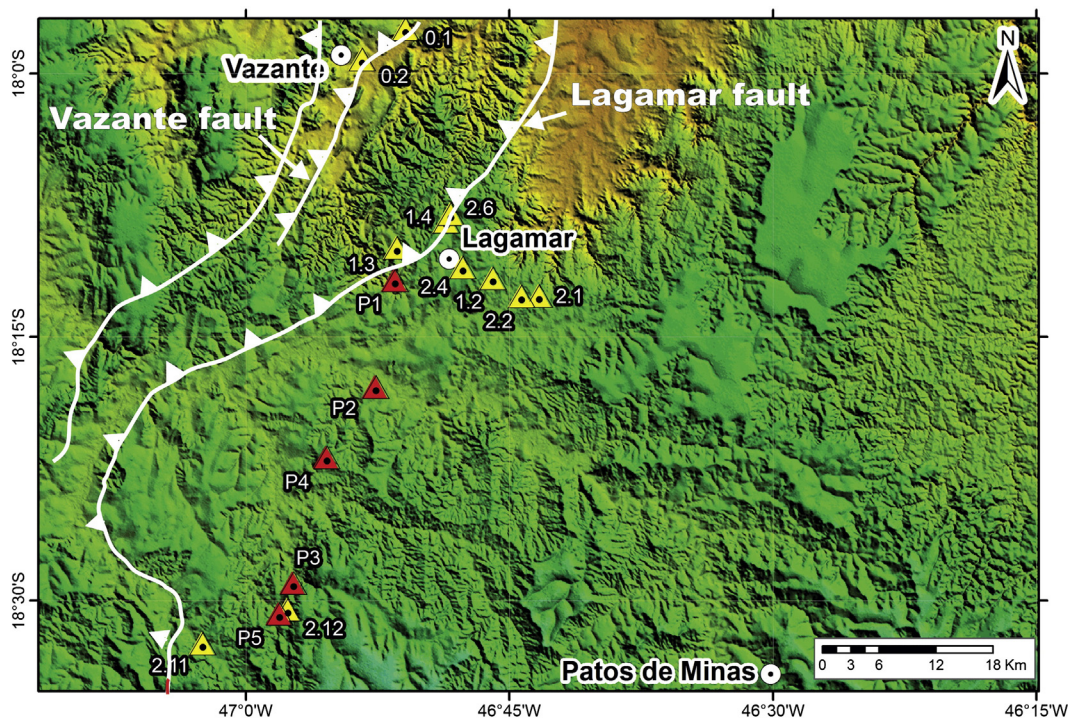 0.1
N
Vazante
18°0'S
0.2
Lagamar fault
Vazante fault
2.6
1.4
Lagamar
1.3
2.4
P1
1.2
2.1
2.2
18°15'S
P2
P4
P3
18°30'S
2.12
P5
2.11
Patos de Minas
0 3 6 12 18 Km
47°0'W
46°45'W
46°30'W
46°15'W